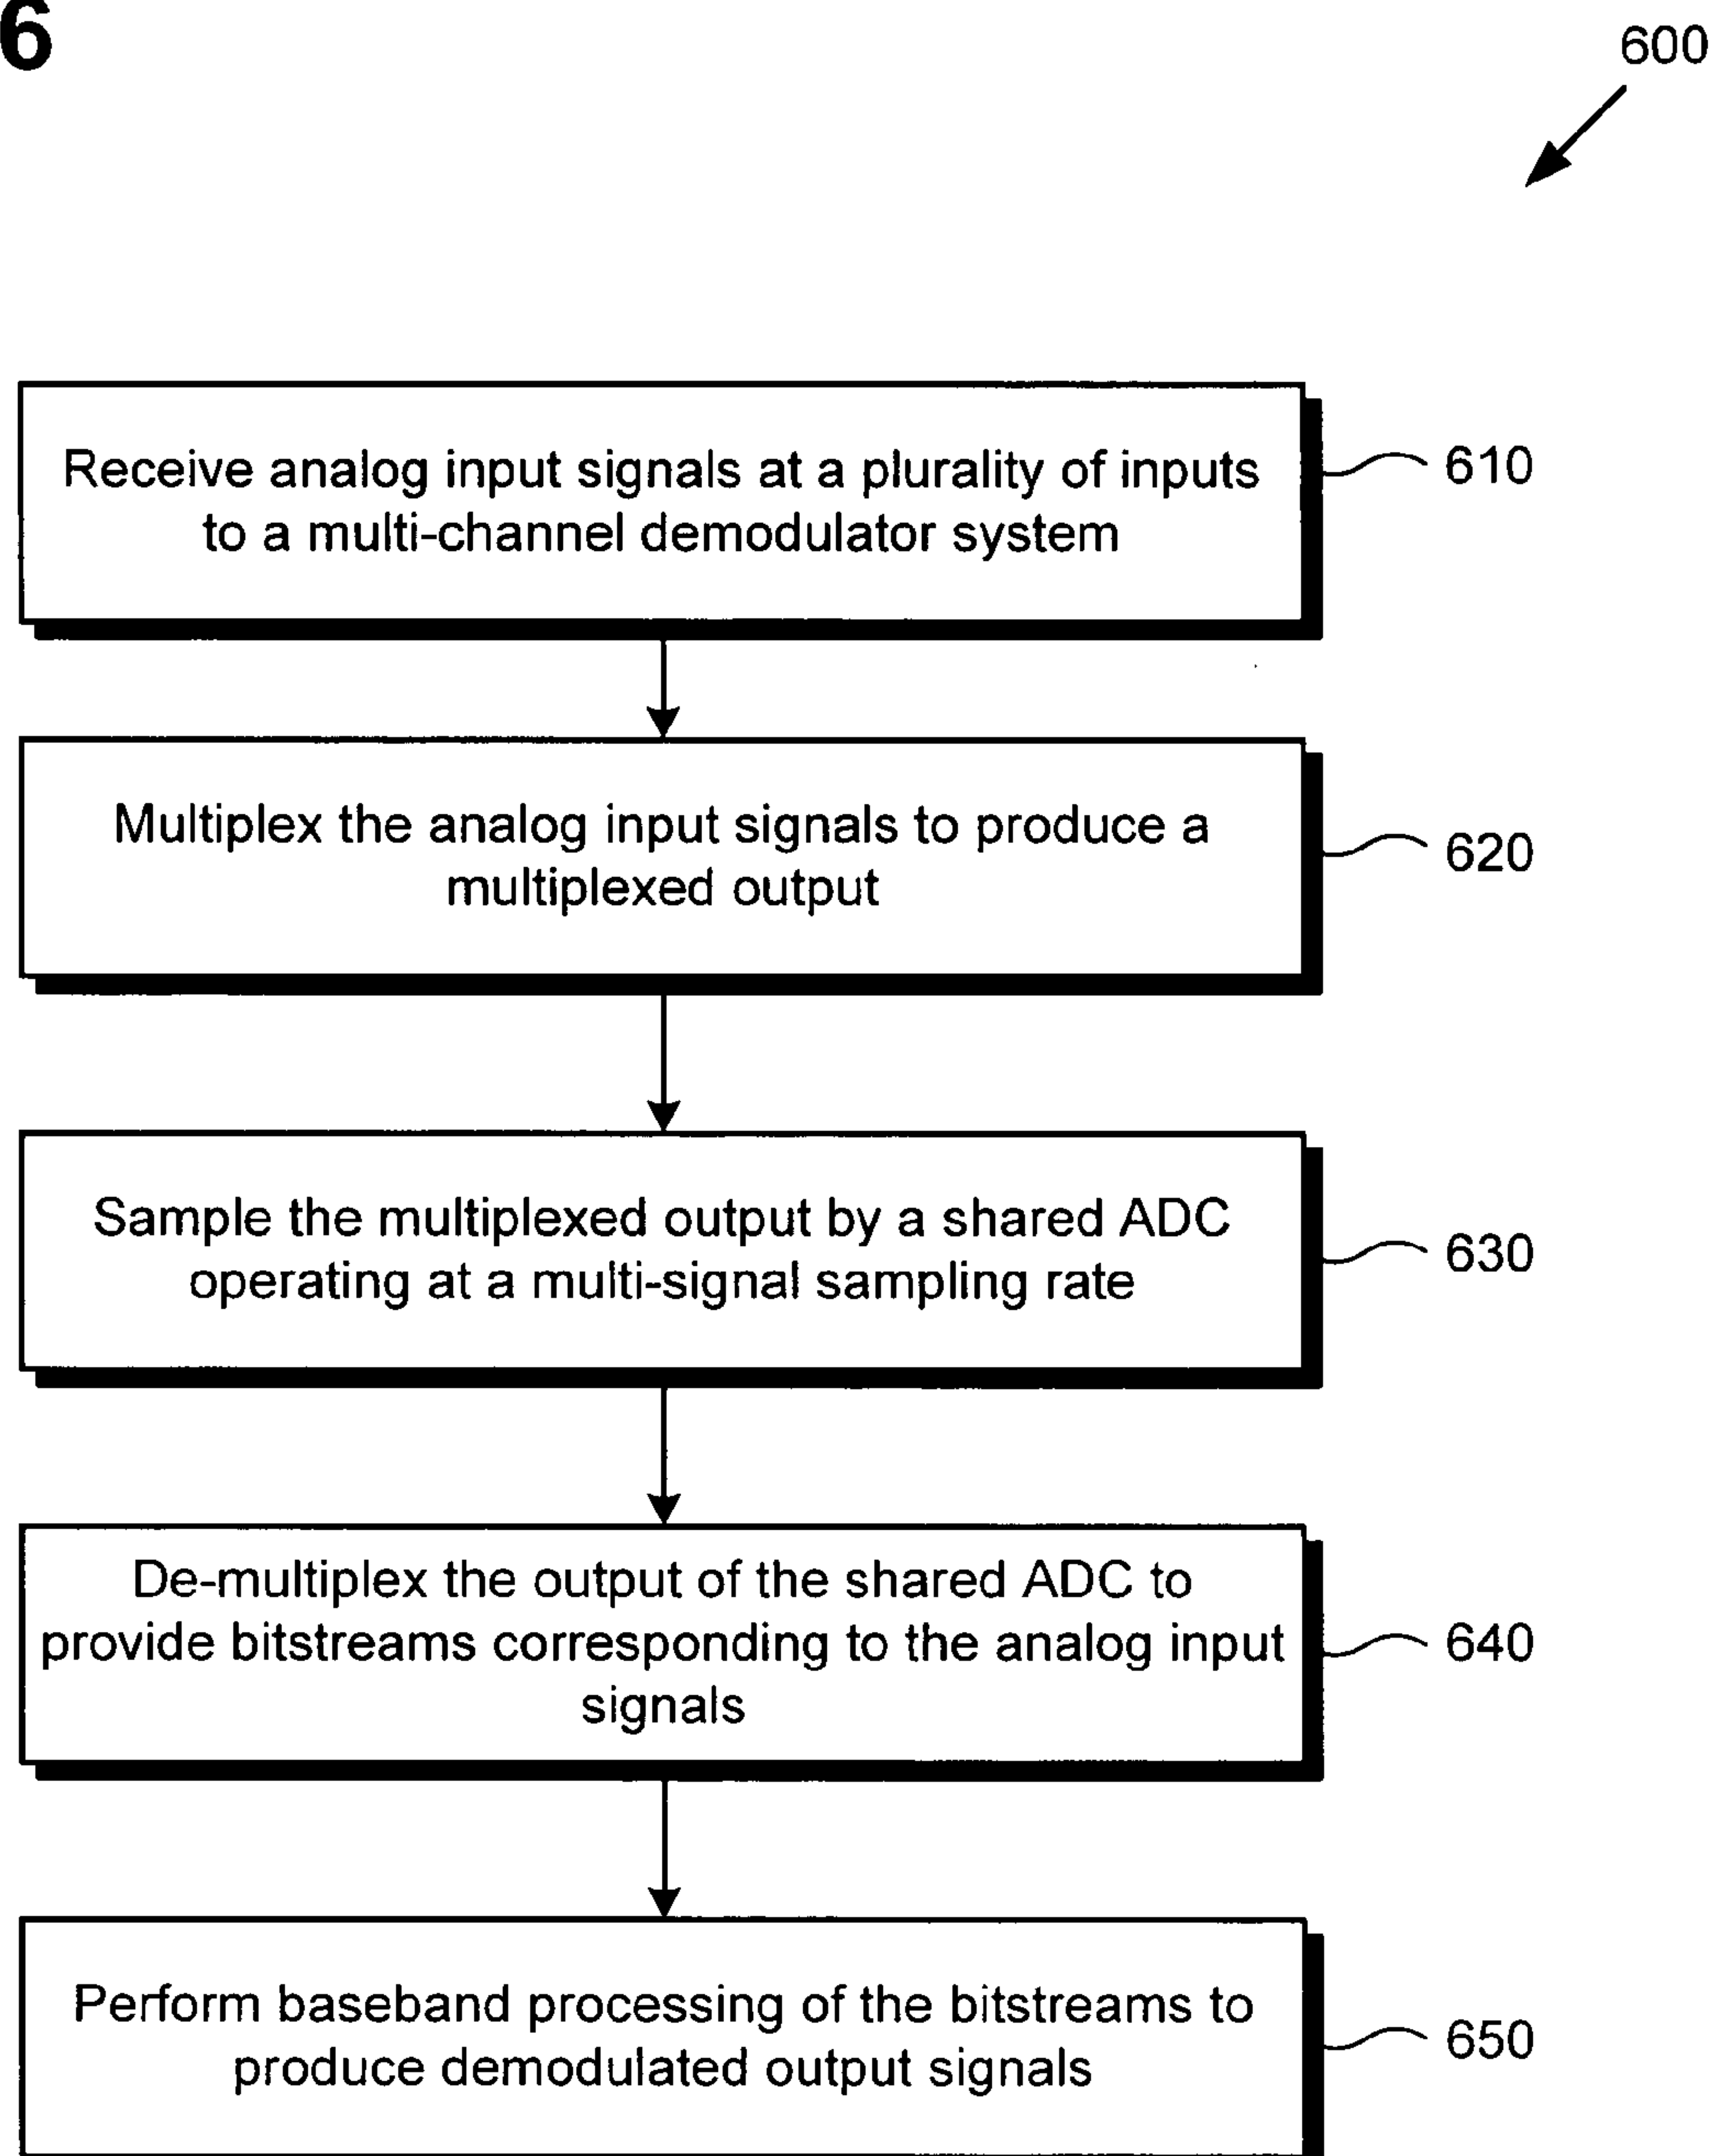 6
600
Receive analog input signals at a plurality of inputs
to a multi-channel demodulator system
610
Multiplex the analog input signals to produce a
multiplexed output
620
Sample the multiplexed output by a shared ADC
operating at a multi-signal sampling rate
630
De-multiplex the output of the shared ADC to
provide bitstreams corresponding to the analog input
signals
640
Perform baseband processing of the bitstreams to
produce demodulated output signals
650